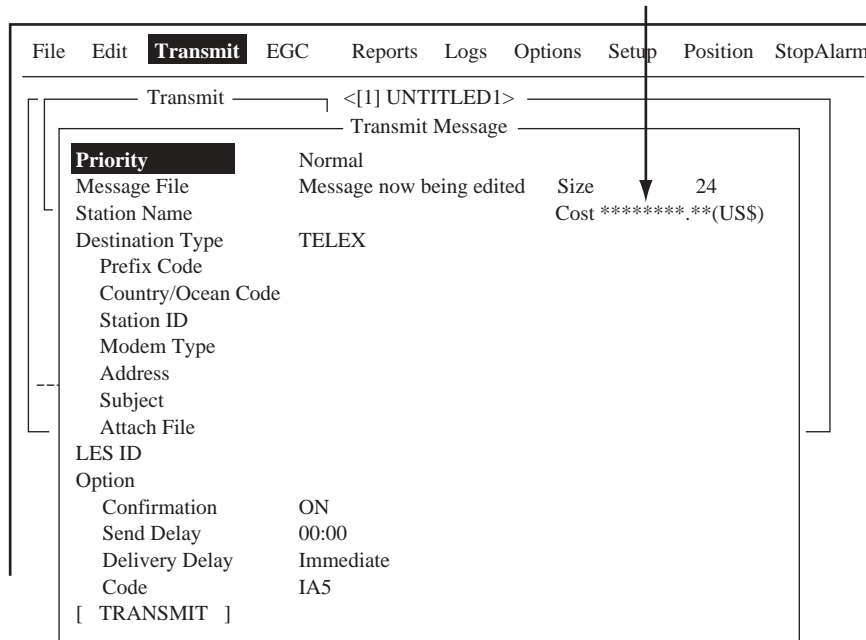 File Edit Transmit EGC Reports Logs Options Setup Position StopAlarm
Transmit <[1] UNTITLED1>
Transmit Message
Priority Normal
Message File Message now being edited Size 24
Station Name Cost ********.**(US$)
Destination Type TELEX
Prefix Code
Country/Ocean Code
Station ID
Modem Type
Address
Subject
Attach File
LES ID
Option
Confirmation ON
Send Delay 00:00
Delivery Delay Immediate
Code IA5
[ TRANSMIT ]